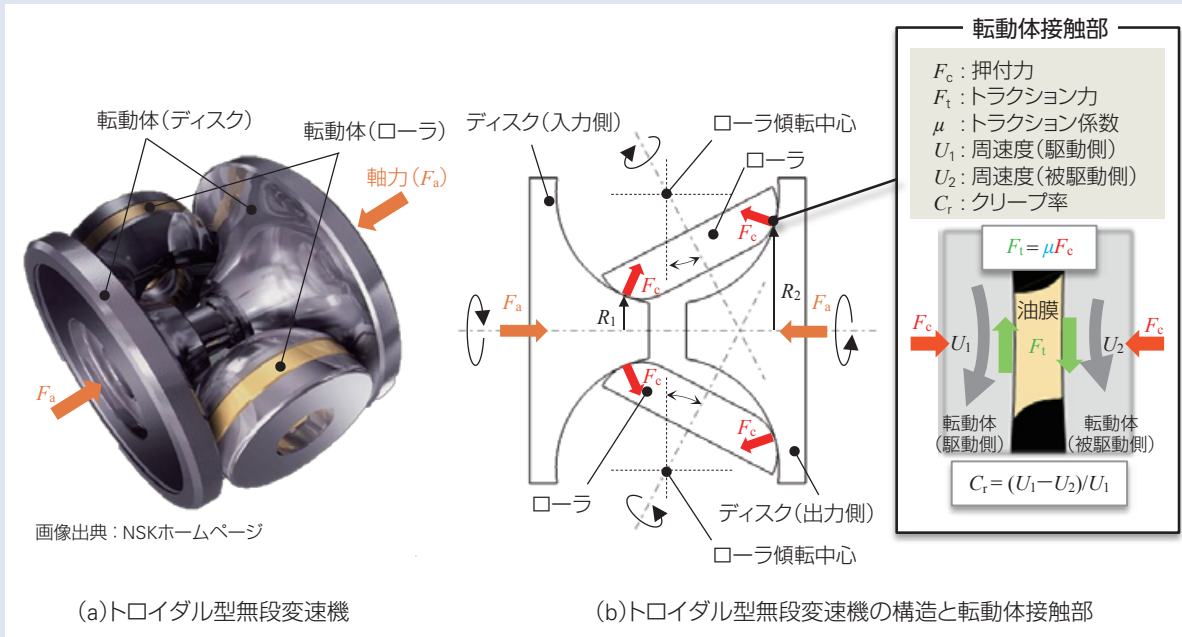 転動体(ディスク)
転動体(ローラ)
軸力(Fa)
Fa
画像出典：NSKホームページ
(a)トロイダル型無段変速機
ディスク(入力側)
ローラ傾転中心
ローラ
Fc
Fc
R1
R2
Fa
Fa
Fc
Fc
ローラ
ディスク(出力側)
ローラ傾転中心
(b)トロイダル型無段変速機の構造と転動体接触部
転動体接触部
Fc：押付力
Ft：トラクション力
μ：トラクション係数
U1：周速度(駆動側)
U2：周速度(被駆動側)
Cr：クリープ率
Ft=μFc
油膜
Fc
U1
Ft
U2
Fc
転動体
(駆動側)
転動体
(被駆動側)
Cr=(U1−U2)/U1